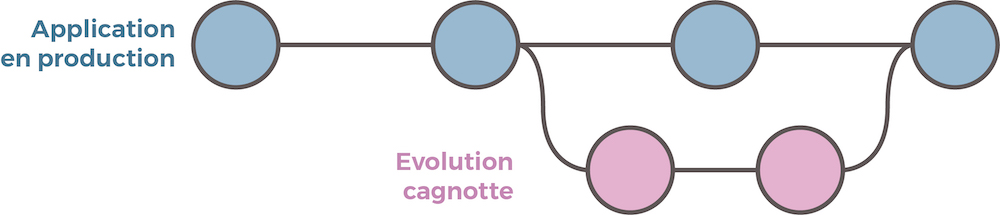 Application
en production
Evolution
cagnotte